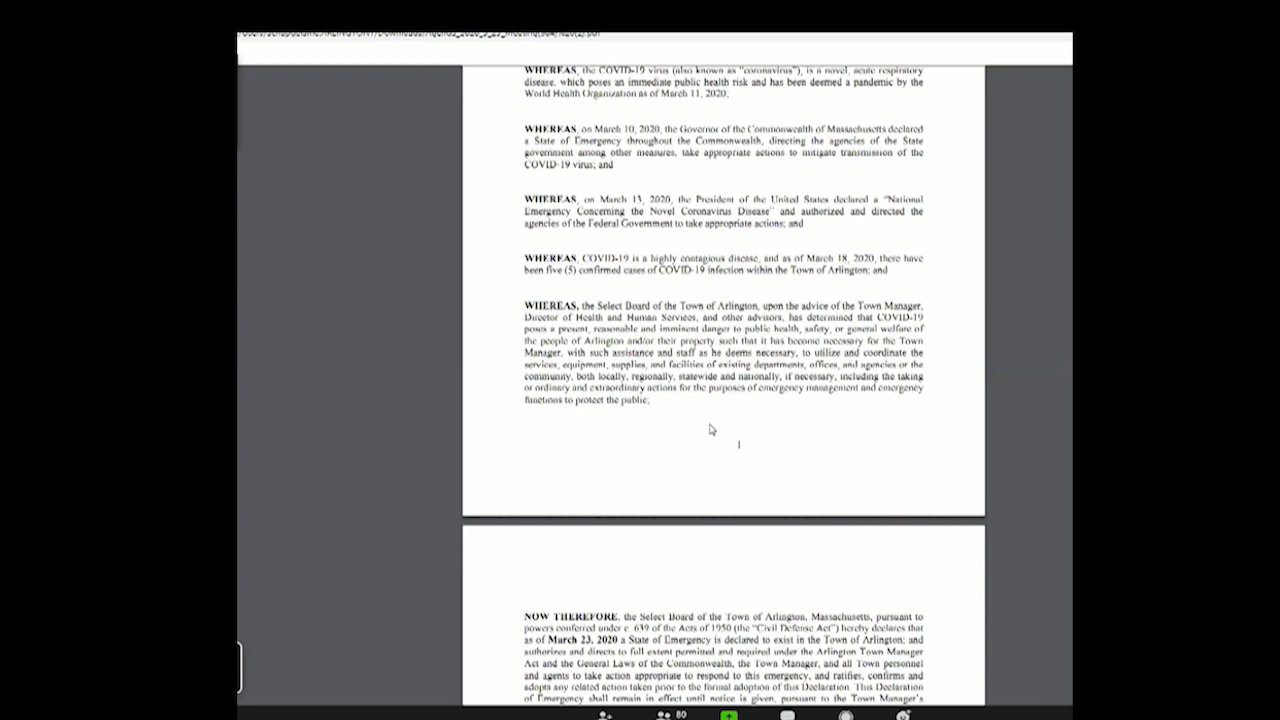 WHEREAS, the COVID-19 virus (also known as "coronavirus"), is a novel, acute respiratory
disease, which poses an immediate public health risk and has been deemed a pandemic by the
World Health Organization as of March 11, 2020;
WHEREAS, on March 10, 2020, the Governor of the Commonwealth of Massachusetts declared
a State of Emergency throughout the Commonwealth, directing the agencies of the State
government among other measures, take appropriate actions to mitigate transmission of the
COVID-19 virus; and
WHEREAS, on March 13, 2020, the President of the United States declared a "National
Emergency Concerning the Novel Coronavirus Disease" and authorized and directed the
agencies of the Federal Government to take appropriate actions; and
WHEREAS, COVID-19 is a highly contagious disease, and as of March 18, 2020, there have
been five (5) confirmed cases of COVID-19 infection within the Town of Arlington; and
WHEREAS, the Select Board of the Town of Arlington, upon the advice of the Town Manager,
Director of Health and Human Services, and other advisors, has determined that COVID-19
poses a present, reasonable and imminent danger to public health, safety, or general welfare of
the people of Arlington and/or their property such that it has become necessary for the Town
Manager, with such assistance and staff as he deems necessary, to utilize and coordinate the
services, equipment, supplies, and facilities of existing departments, offices, and agencies or the
community, both locally, regionally, statewide and nationally, if necessary, including the taking
or ordinary and extraordinary actions for the purposes of emergency management and emergency
functions to protect the public;
1
NOW THEREFORE, the Select Board of the Town of Arlington, Massachusetts, pursuant to
powers conferred under c. 639 of the Acts of 1950 (the "Civil Defense Act") hereby declares that
as of March 23, 2020 a State of Emergency is declared to exist in the Town of Arlington; and
authorizes and directs to full extent permitted and required under the Arlington Town Manager
Act and the General Laws of the Commonwealth, the Town Manager, and all Town personnel
and agents to take action appropriate to respond to this emergency, and ratifies, confirms and
adopts any related action taken prior to the formal adoption of this Declaration. This Declaration
of Emergency shall remain in effect until notice is given, pursuant to the Town Manager's
80